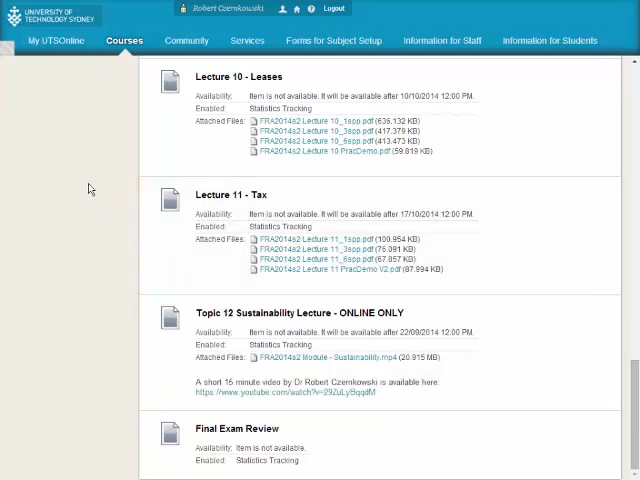 UNIVERSITY OF
TECHNOLOGY SYDNEY
Robert Czernkowski
Logout
My UTSOnline
Courses
Community
Services
Forms for Subject Setup
Information for Staff
Information for Students
Lecture 10 - Leases
Availability: Item is not available. It will be available after 10/10/2014 12:00 PM.
Enabled: Statistics Tracking
Attached Files: FRA2014s2 Lecture 10_1spp.pdf (636.132 KB)
FRA2014s2 Lecture 10_3spp.pdf (417.379 KB)
FRA2014s2 Lecture 10_6spp.pdf (413.473 KB)
FRA2014s2 Lecture 10 PracDemo.pdf (59.819 KB)
Lecture 11 - Tax
Availability: Item is not available. It will be available after 17/10/2014 12:00 PM.
Enabled: Statistics Tracking
Attached Files: FRA2014s2 Lecture 11_1spp.pdf (100.954 KB)
FRA2014s2 Lecture 11_3spp.pdf (76.091 KB)
FRA2014s2 Lecture 11_6spp.pdf (67.857 KB)
FRA2014s2 Lecture 11 PracDemo V2.pdf (87.994 KB)
Topic 12 Sustainability Lecture - ONLINE ONLY
Availability: Item is not available. It will be available after 22/09/2014 12:00 PM.
Enabled: Statistics Tracking
Attached Files: FRA2014s2 Module - Sustainability.mp4 (20.915 MB)
A short 15 minute video by Dr Robert Czernkowski is available here:
https://www.youtube.com/watch?v=29ZuLyBqqdM
Final Exam Review
Availability: Item is not available.
Enabled: Statistics Tracking